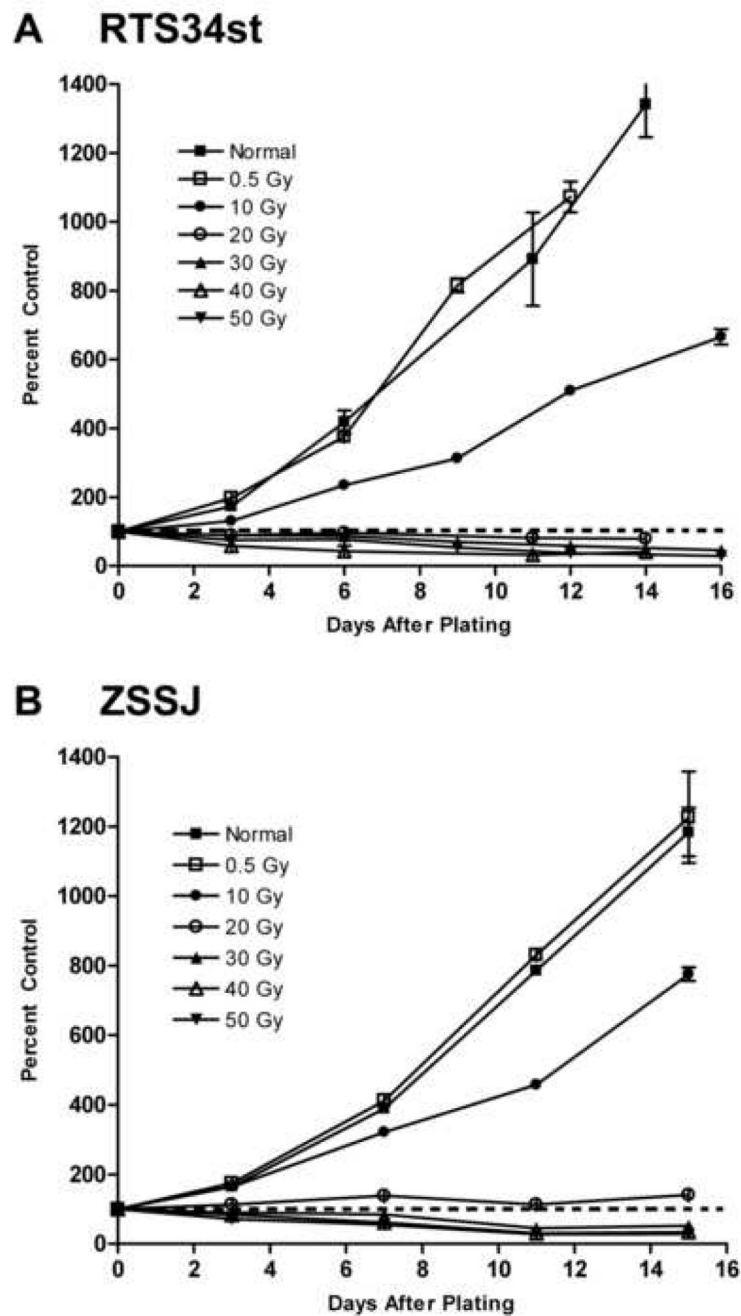 A RTS34st
1400
1200
1000
800
600
400
200
0
Percent Control
Normal
0.5 Gy
10 Gy
20 Gy
30 Gy
40 Gy
50 Gy
0 2 4 6 8 10 12 14 16
Days After Plating
B ZSSJ
1400
1200
1000
800
600
400
200
0
Percent Control
Normal
0.5 Gy
10 Gy
20 Gy
30 Gy
40 Gy
50 Gy
0 2 4 6 8 10 12 14 16
Days After Plating